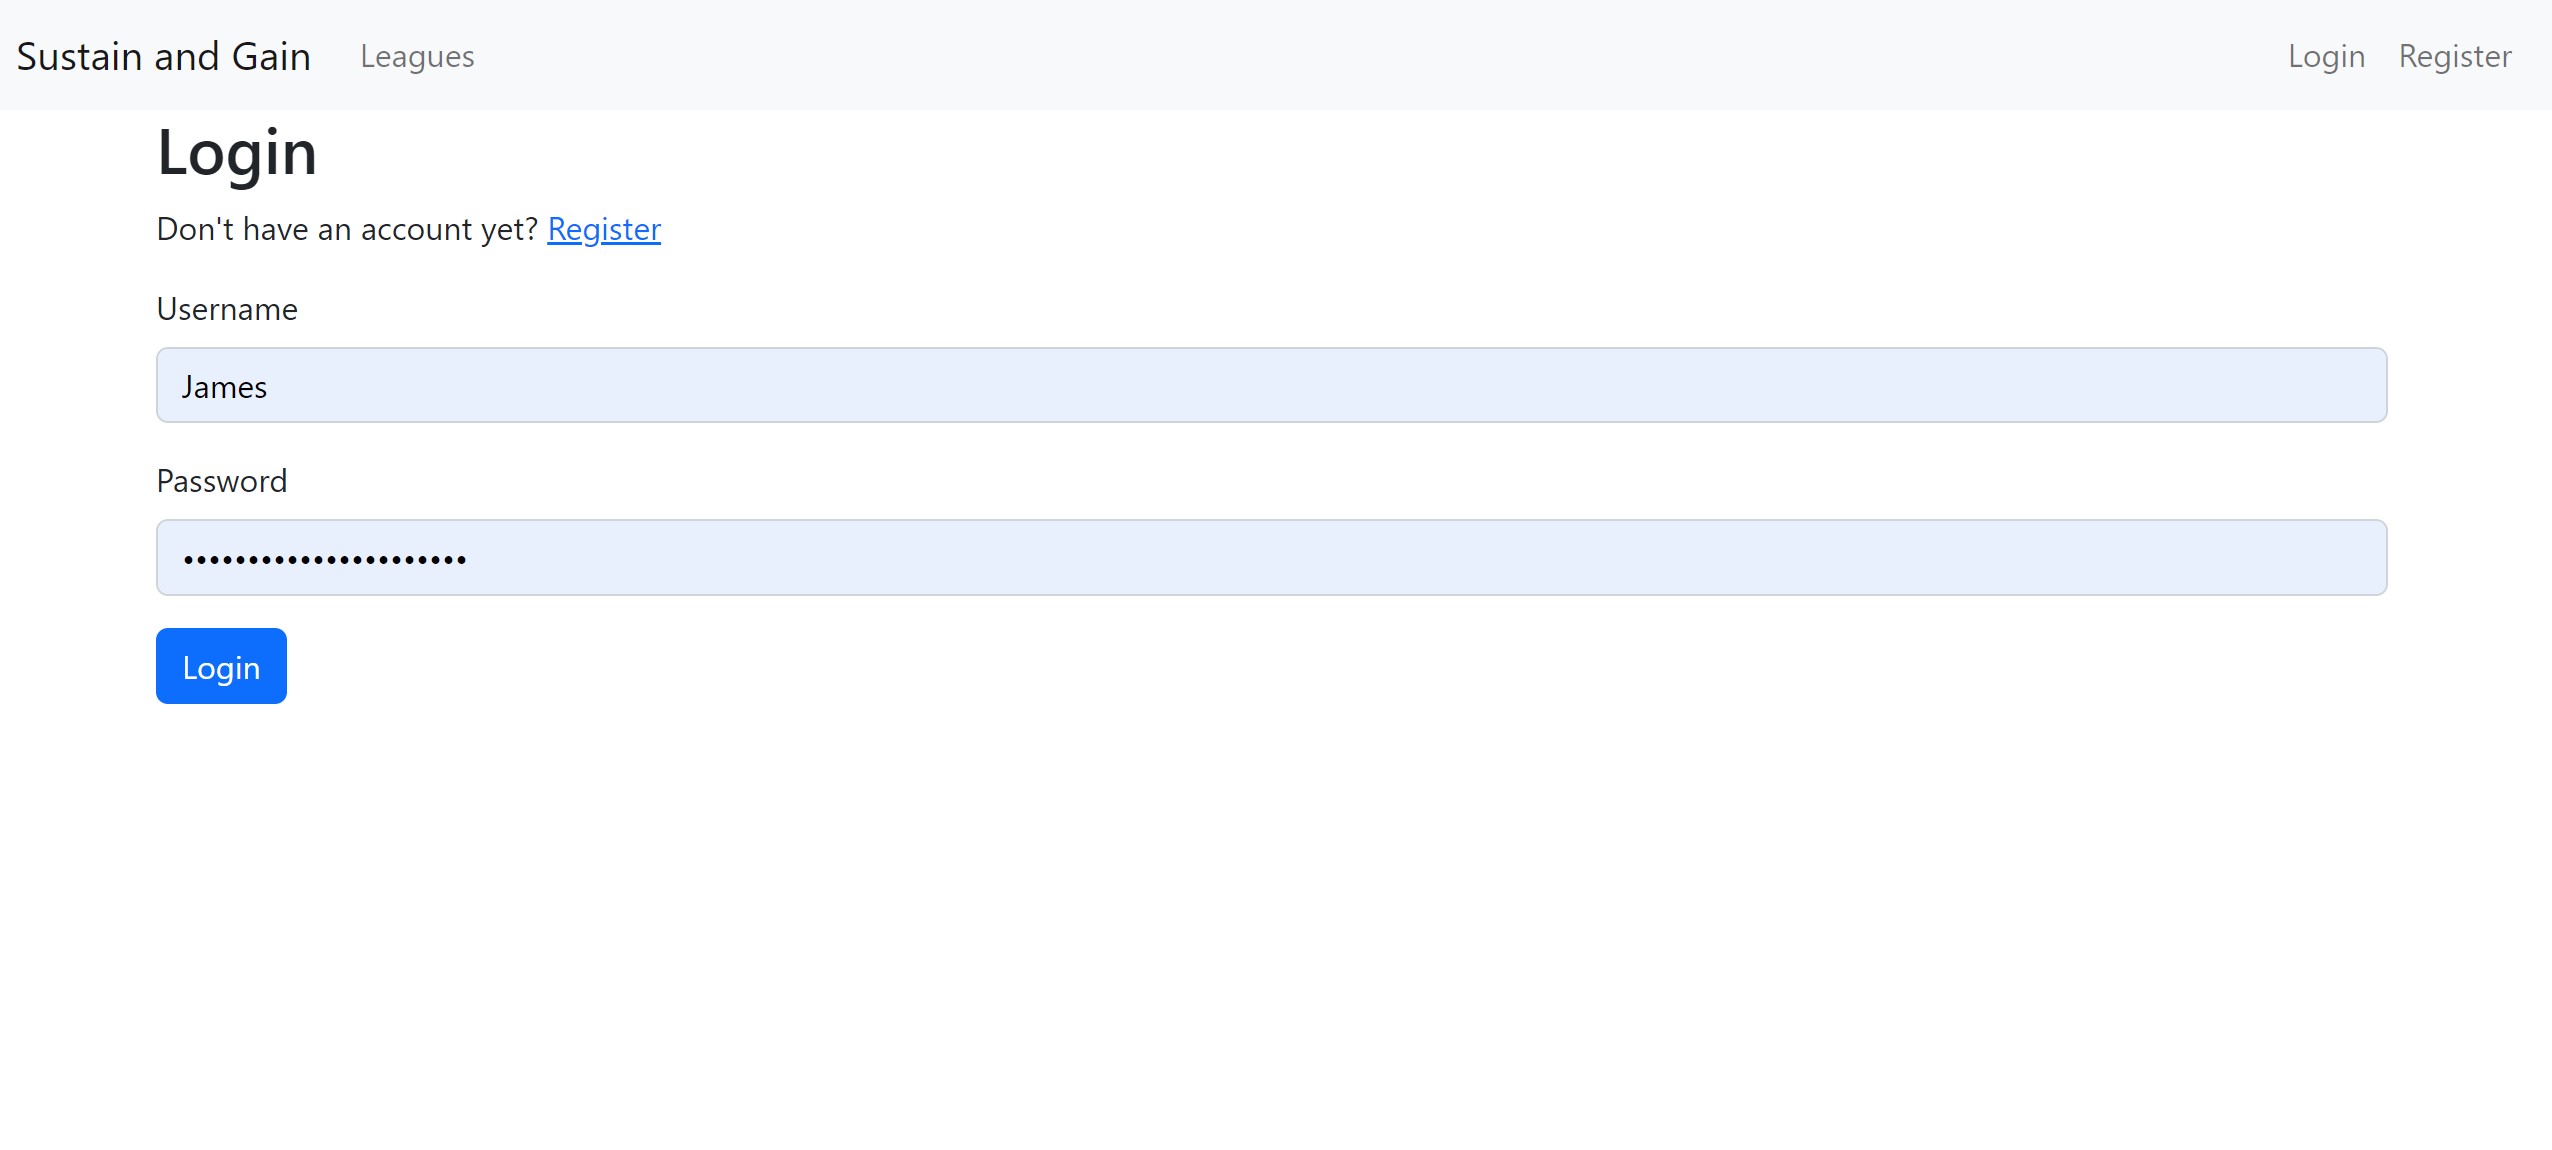 Sustain and Gain Leagues Login Register
Login
Don't have an account yet? Register
Username
James
Password
••••••••••••••••••••••
Login